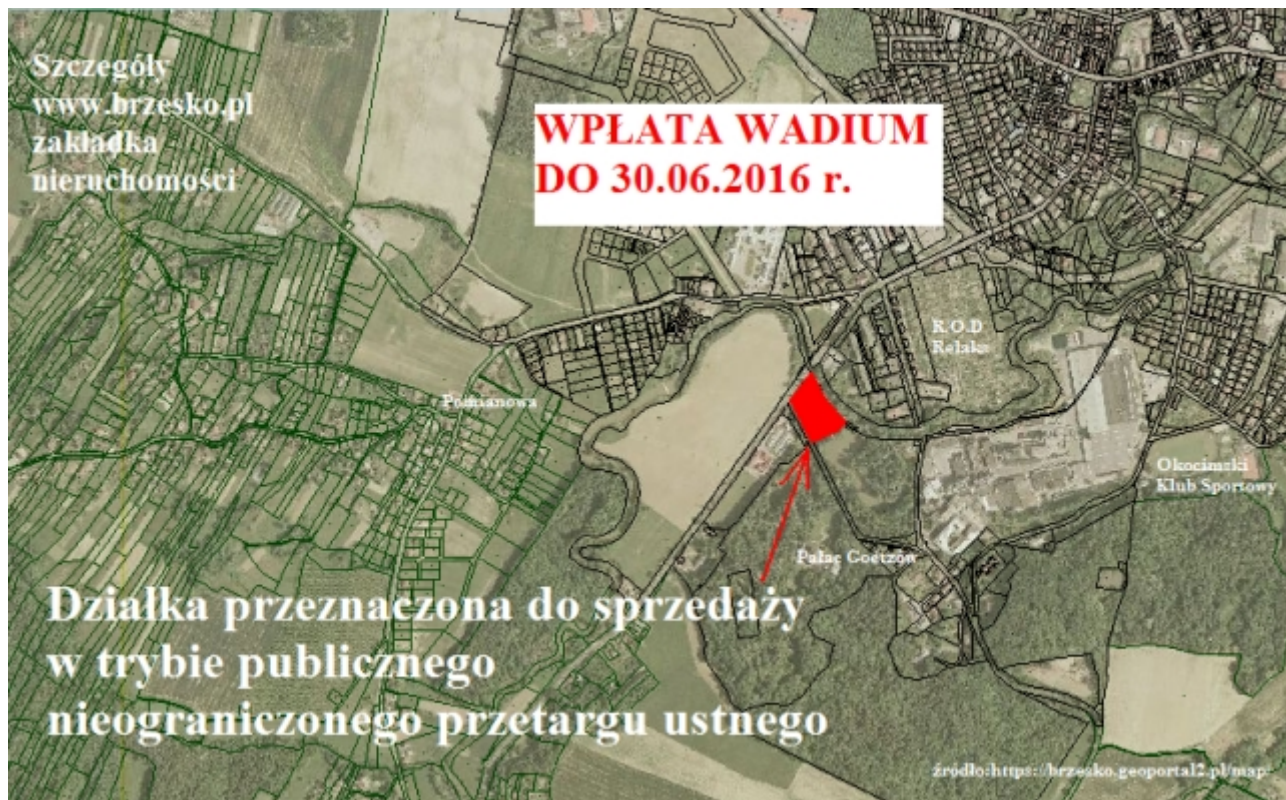 Szczegóły
www.brzesko.pl
zakładka
nieruchomości
WPŁATA WADIUM
DO 30.06.2016 r.
R.O.D
Relaks
Pomianowa
Okocimski
Klub Sportowy
Pałac Goetzów
Działka przeznaczona do sprzedaży
w trybie publicznego
nieograniczonego przetargu ustnego
źródło:https://brzesko.geoportal2.pl/map/